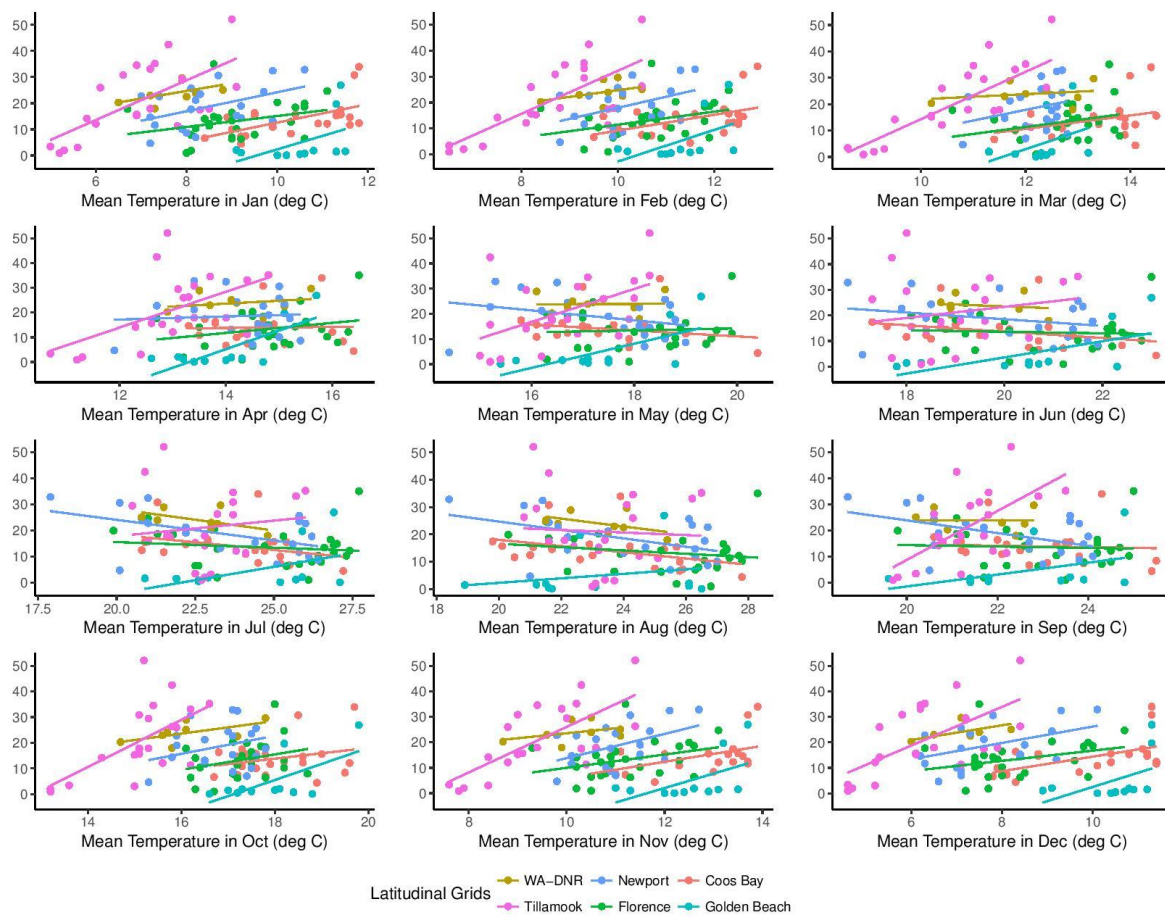 50
40
30
20
10
0
6 8 10 12
Mean Temperature in Jan (deg C)
50
40
30
20
10
0
8 10 12
Mean Temperature in Feb (deg C)
50
40
30
20
10
0
10 12 14
Mean Temperature in Mar (deg C)
50
40
30
20
10
0
12 14 16
Mean Temperature in Apr (deg C)
50
40
30
20
10
0
16 18 20
Mean Temperature in May (deg C)
50
40
30
20
10
0
18 20 22
Mean Temperature in Jun (deg C)
50
40
30
20
10
0
17.5 20.0 22.5 25.0 27.5
Mean Temperature in Jul (deg C)
50
40
30
20
10
0
18 20 22 24 26 28
Mean Temperature in Aug (deg C)
50
40
30
20
10
0
20 22 24
Mean Temperature in Sep (deg C)
50
40
30
20
10
0
14 16 18 20
Mean Temperature in Oct (deg C)
50
40
30
20
10
0
8 10 12 14
Mean Temperature in Nov (deg C)
50
40
30
20
10
0
6 8 10
Mean Temperature in Dec (deg C)
Latitudinal Grids
WA−DNR Newport Coos Bay
Tillamook Florence Golden Beach